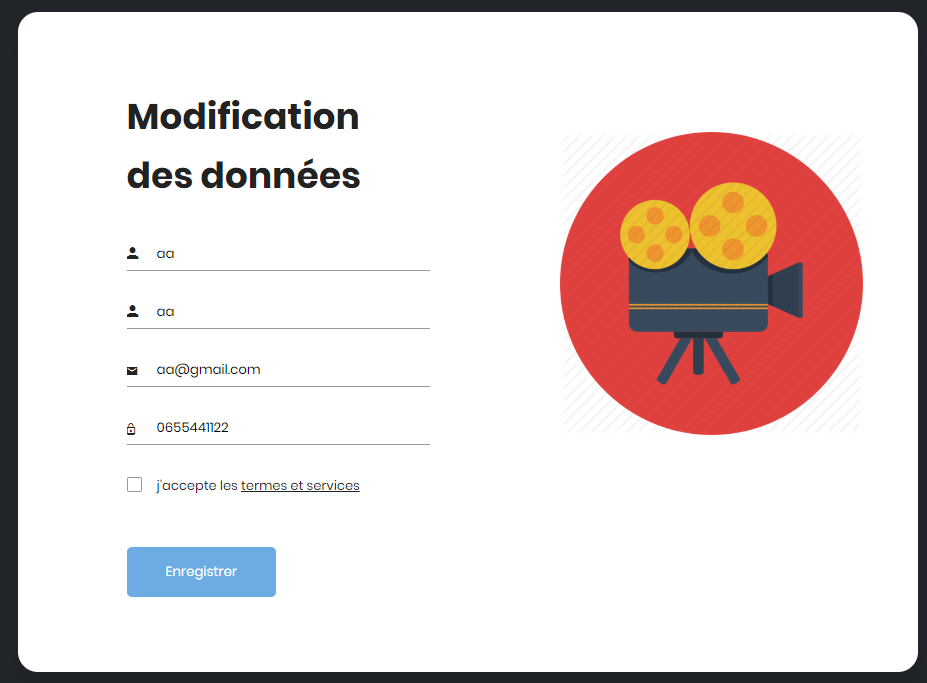 Modification
des données
aa
aa
aa@gmail.com
0655441122
j'accepte les termes et services
Enregistrer